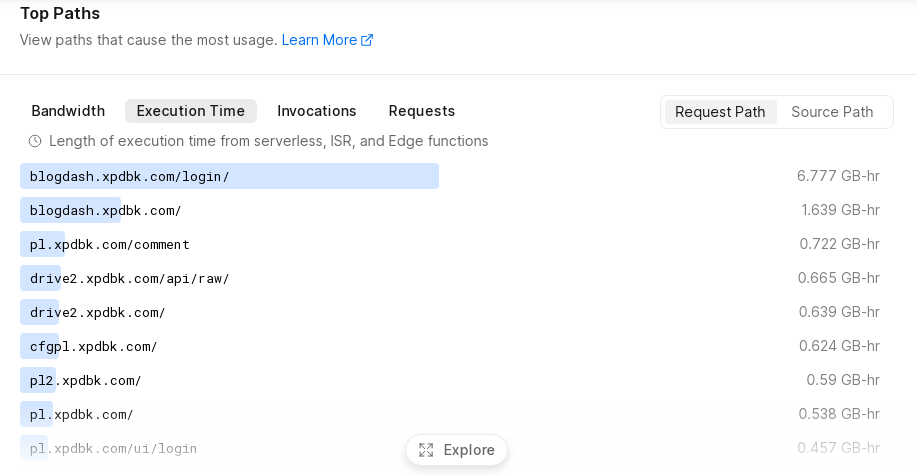 Top Paths
View paths that cause the most usage. Learn More
Bandwidth Execution Time Invocations Requests Request Path Source Path
Length of execution time from serverless, ISR, and Edge functions
blogdash.xpdbk.com/login/ 6.777 GB-hr
blogdash.xpdbk.com/ 1.639 GB-hr
pl.xpdbk.com/comment 0.722 GB-hr
drive2.xpdbk.com/api/raw/ 0.665 GB-hr
drive2.xpdbk.com/ 0.639 GB-hr
cfgpl.xpdbk.com/ 0.624 GB-hr
pl2.xpdbk.com/ 0.59 GB-hr
pl.xpdbk.com/ 0.538 GB-hr
pl.xpdbk.com/ui/login 0.457 GB-hr
Explore